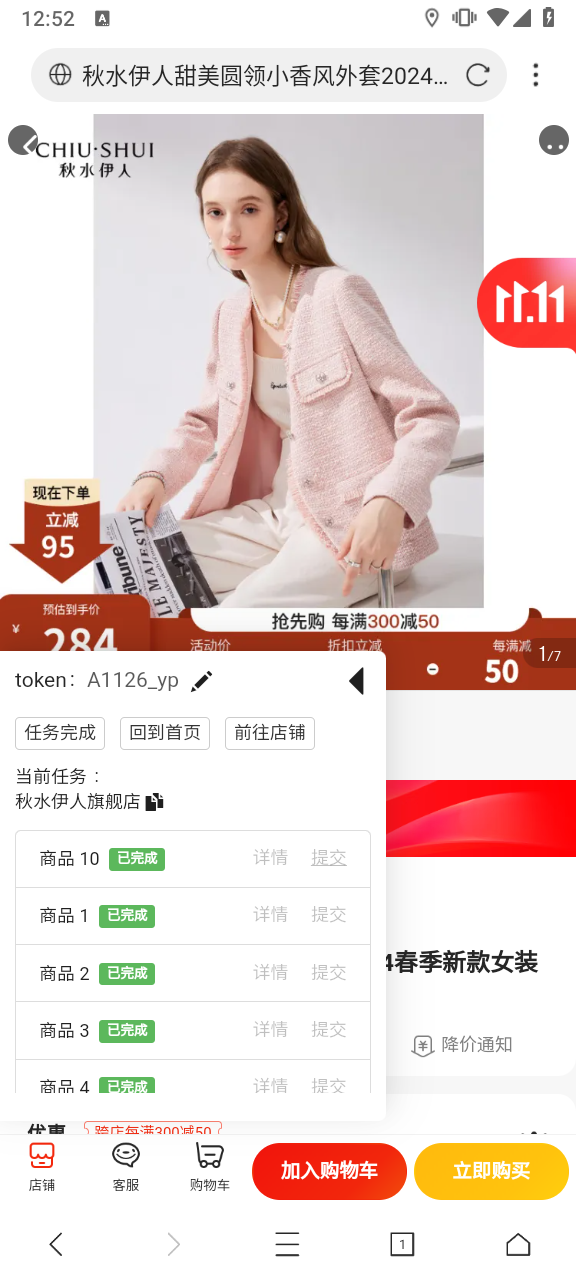 12:52
A
秋水伊人甜美圆领小香风外套2024...
CHIU·SHUI
秋水伊人
11.11
现在下单
立减
95
Tribune
LE MAJESTY
预估到手价
¥ 284
抢先购 每满300减50
活动价 折扣立减 每满减
50
1/7
token： A1126_yp
任务完成 回到首页 前往店铺
当前任务：
秋水伊人旗舰店
商品 10 已完成 详情 提交
商品 1 已完成 详情 提交
商品 2 已完成 详情 提交
商品 3 已完成 详情 提交
商品 4 已完成 详情 提交
4春季新款女装
降价通知
优惠 跨店每满300减50
店铺 客服 购物车 加入购物车 立即购买
1